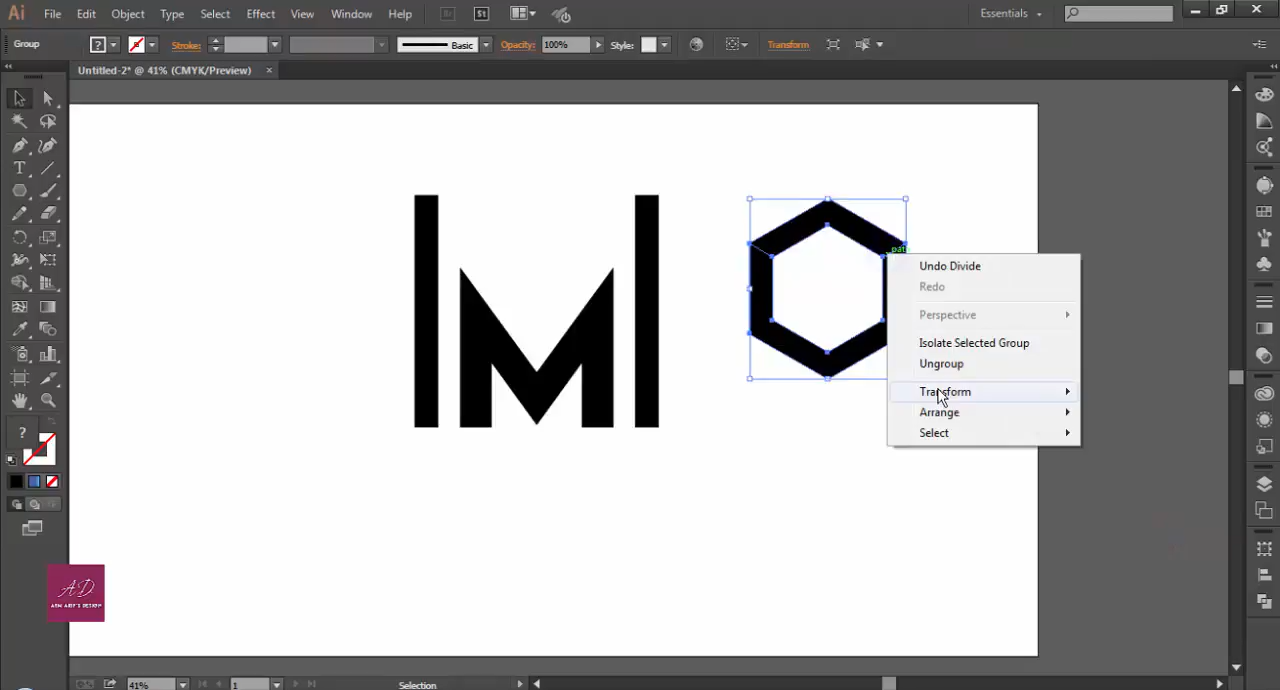 Ai File Edit Object Type Select Effect View Window Help Br St Essentials
Group ? Stroke: Basic Opacity: 100% Style: Transform
Untitled-2* @ 41% (CMYK/Preview) ×
M
Undo Divide
Redo
Perspective
Isolate Selected Group
Ungroup
Transform
Arrange
Select
?
AD
41% 1 Selection